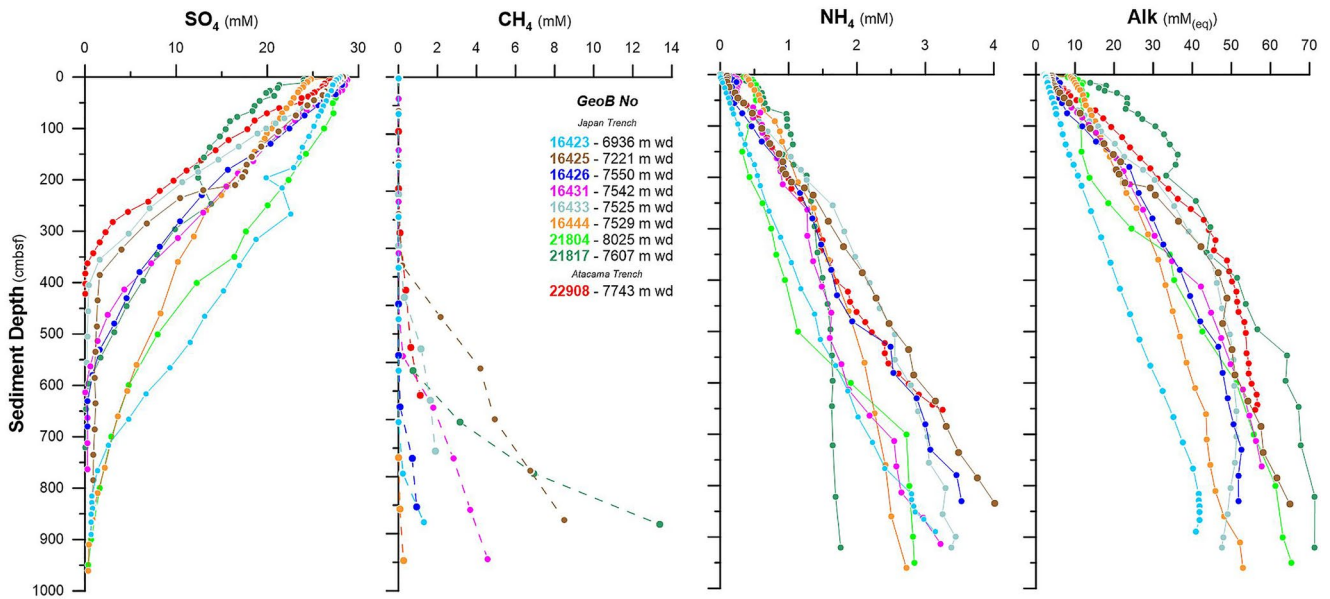 SO4 (mM)
CH4 (mM)
NH4 (mM)
Alk (mM(eq))
0 10 20 30
0 2 4 6 8 10 12 14
0 1 2 3 4
0 10 20 30 40 50 60 70
Sediment Depth (cmbsf)
0
100
200
300
400
500
600
700
800
900
1000
GeoB No
Japan Trench
16423 - 6936 m wd
16425 - 7221 m wd
16426 - 7550 m wd
16431 - 7542 m wd
16433 - 7525 m wd
16444 - 7529 m wd
21804 - 8025 m wd
21817 - 7607 m wd
Atacama Trench
22908 - 7743 m wd